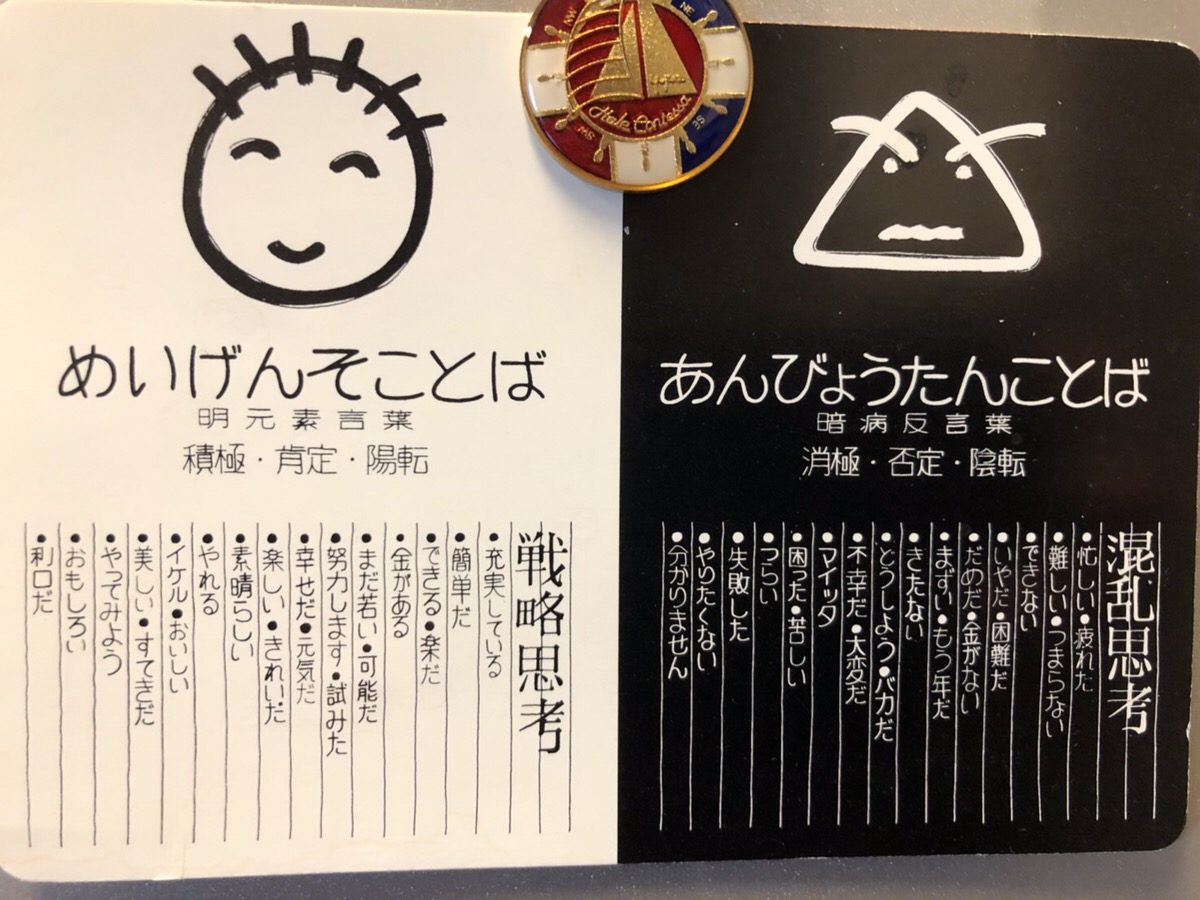 めいげんそことば
明元素言葉
積極・肯定・陽転
戦略思考
●充実している
●簡単だ
●できる●楽だ
●金がある
●まだ若い●可能だ
●努力します●試みた
●幸せだ●元気だ
●楽しい●きれいだ
●素晴らしい
●やれる
●イケル●おいしい
●美しい●すてきだ
●やってみよう
●おもしろい
●利口だ
あんびょうたんことば
暗病反言葉
消極・否定・陰転
混乱思考
●忙しい●疲れた
●難しい●つまらない
●できない
●いやだ●困難だ
●だめだ●金がない
●まずい●もう年だ
●きたない
●どうしよう●バカだ
●不幸だ●大変だ
●マイッタ
●困った●苦しい
●つらい
●失敗した
●やりたくない
●分かりません
NW
NE
Contessa
SW
SE